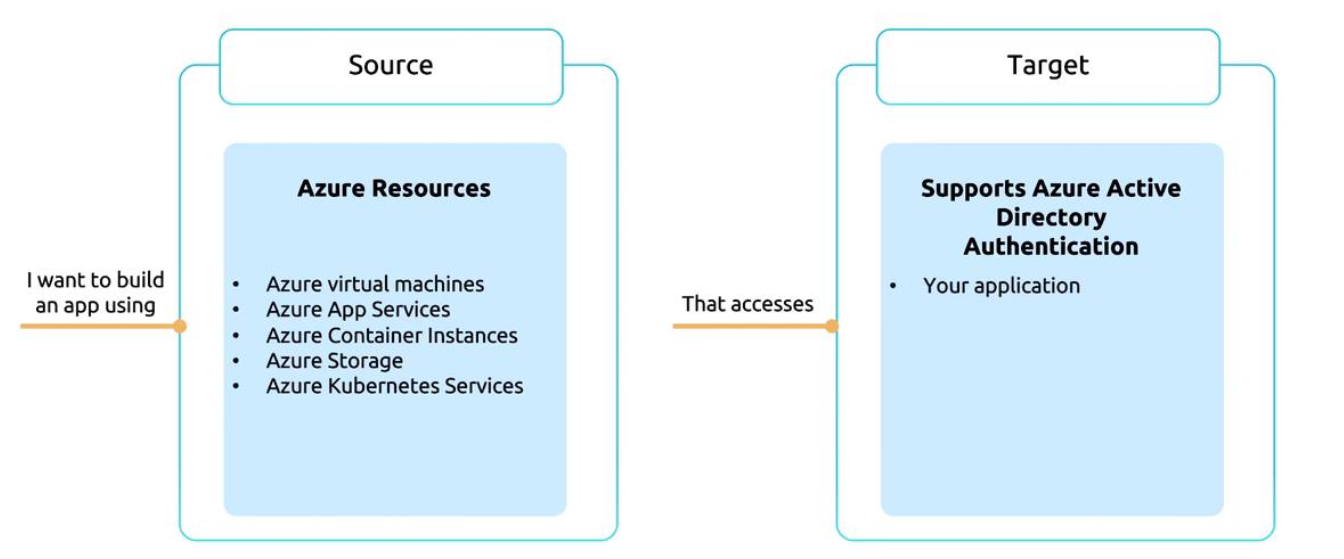 Source
Azure Resources
I want to build
an app using
• Azure virtual machines
• Azure App Services
• Azure Container Instances
• Azure Storage
• Azure Kubernetes Services
Target
Supports Azure Active
Directory
Authentication
That accesses
• Your application